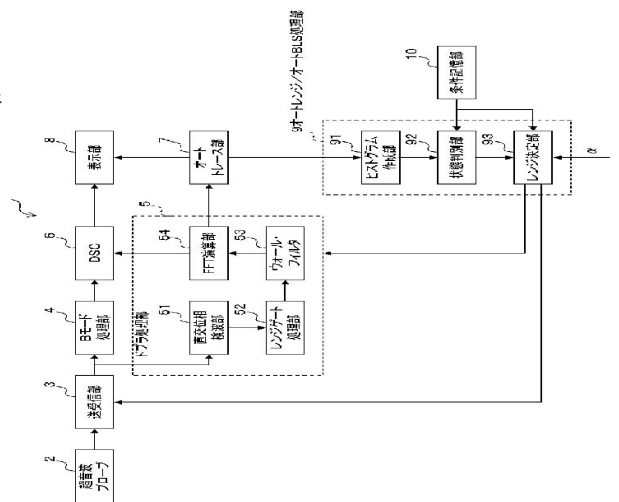 2
超音波
プローブ
3
送受信部
4
Bモード
処理部
6
DSC
8
表示部
5
ドプラ処理部
51
直交位相
検波部
52
レンジゲート
処理部
53
ウォール・
フィルタ
54
FFT演算部
7
オート
トレース部
9オートレンジ/オートBLS処理部
91
ヒストグラム
作成部
92
状態判別部
93
レンジ決定部
10
条件記憶部
α